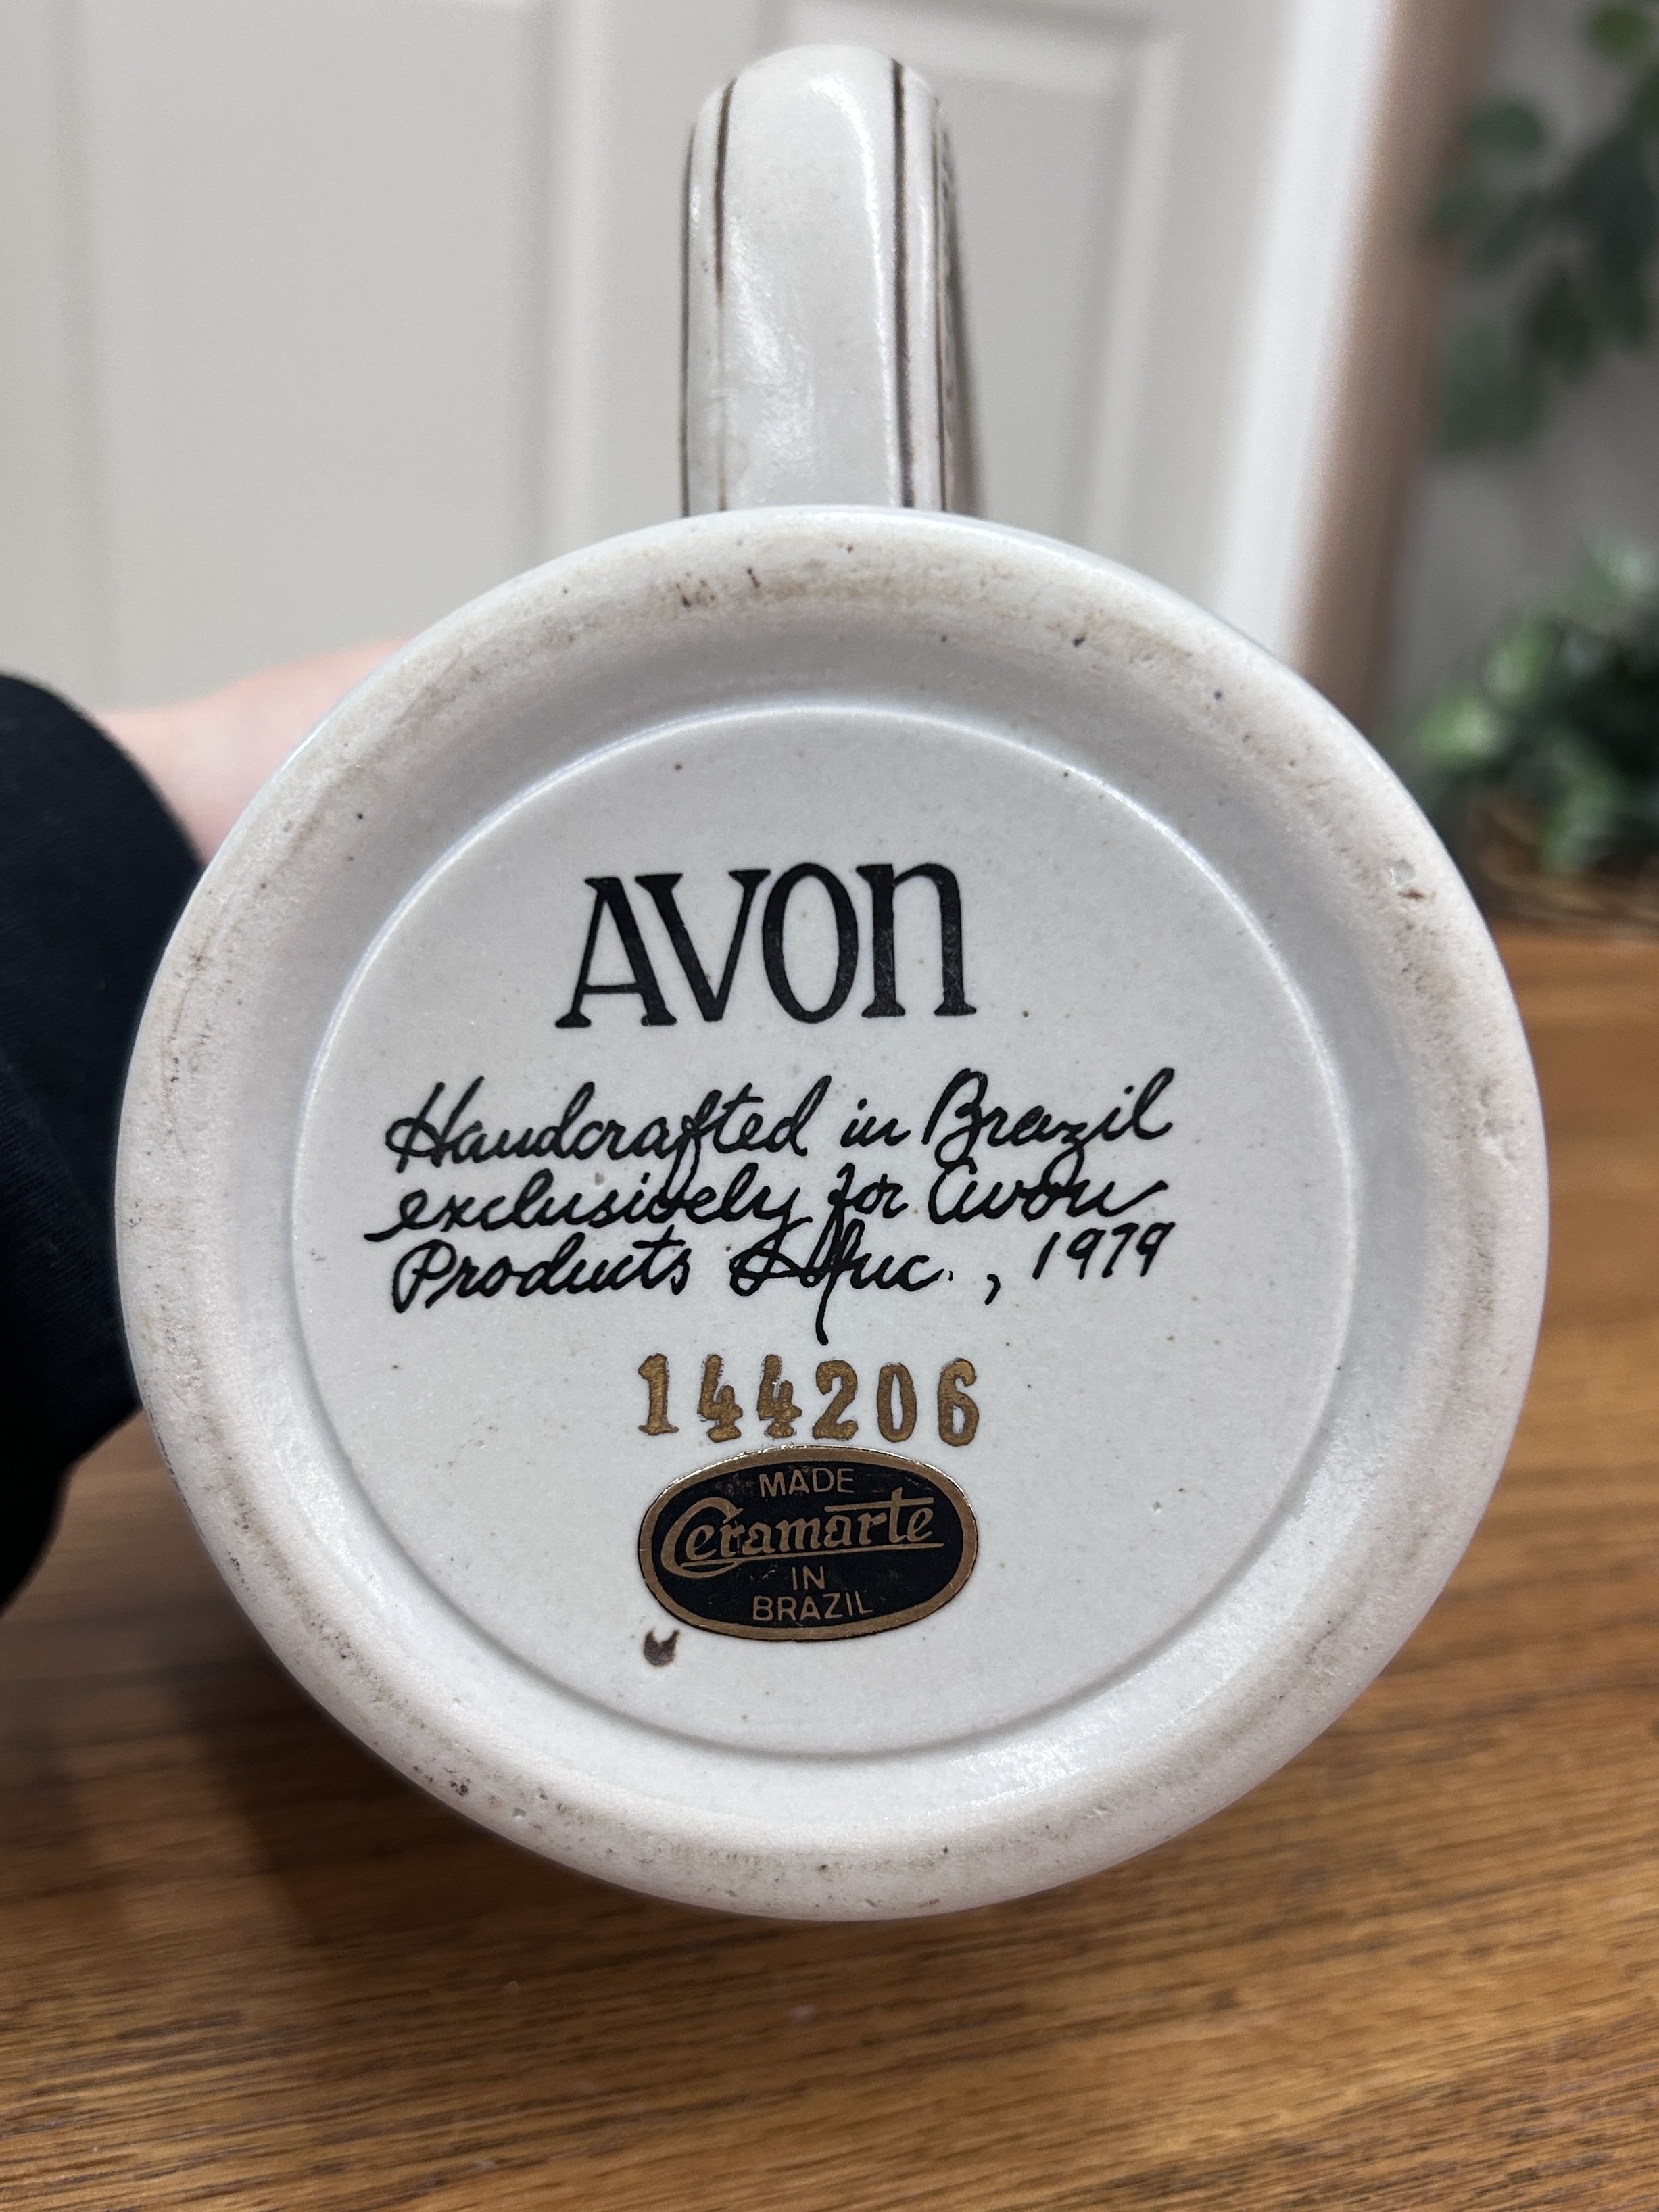 AVON
Handcrafted in Brazil
exclusively for Avon
Products Inc., 1979
144206
MADE
Ceramarte
IN
BRAZIL